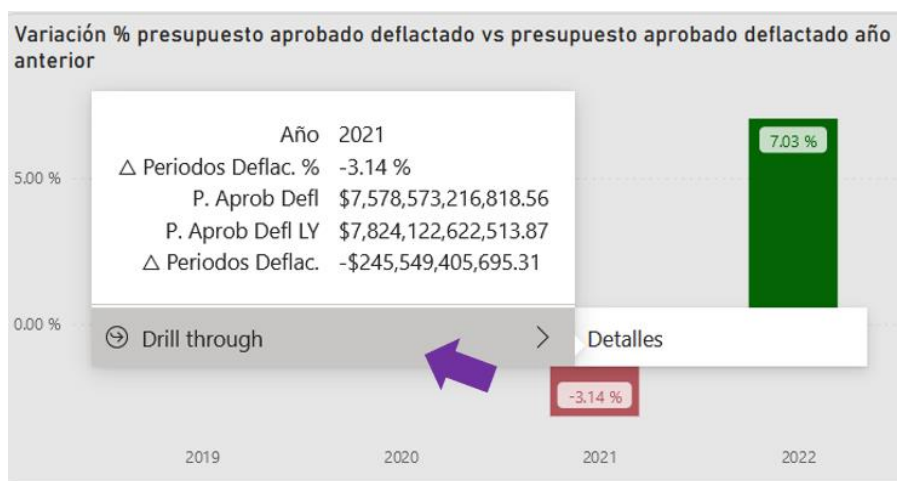 Variación % presupuesto aprobado deflactado vs presupuesto aprobado deflactado año
anterior
Año 2021
△ Periodos Deflac. % -3.14 %
P. Aprob Defl $7,578,573,216,818.56
P. Aprob Defl LY $7,824,122,622,513.87
△ Periodos Deflac. -$245,549,405,695.31
7.03 %
5.00 %
0.00 %
Drill through
Detalles
-3.14 %
2019 2020 2021 2022